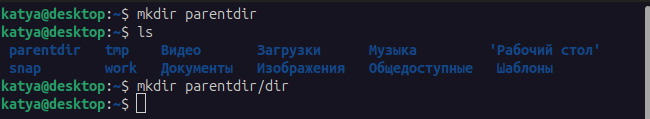 katya@desktop:~$ mkdir parentdir
katya@desktop:~$ ls
parentdir tmp Видео Загрузки Музыка 'Рабочий стол'
snap work Документы Изображения Общедоступные Шаблоны
katya@desktop:~$ mkdir parentdir/dir
katya@desktop:~$